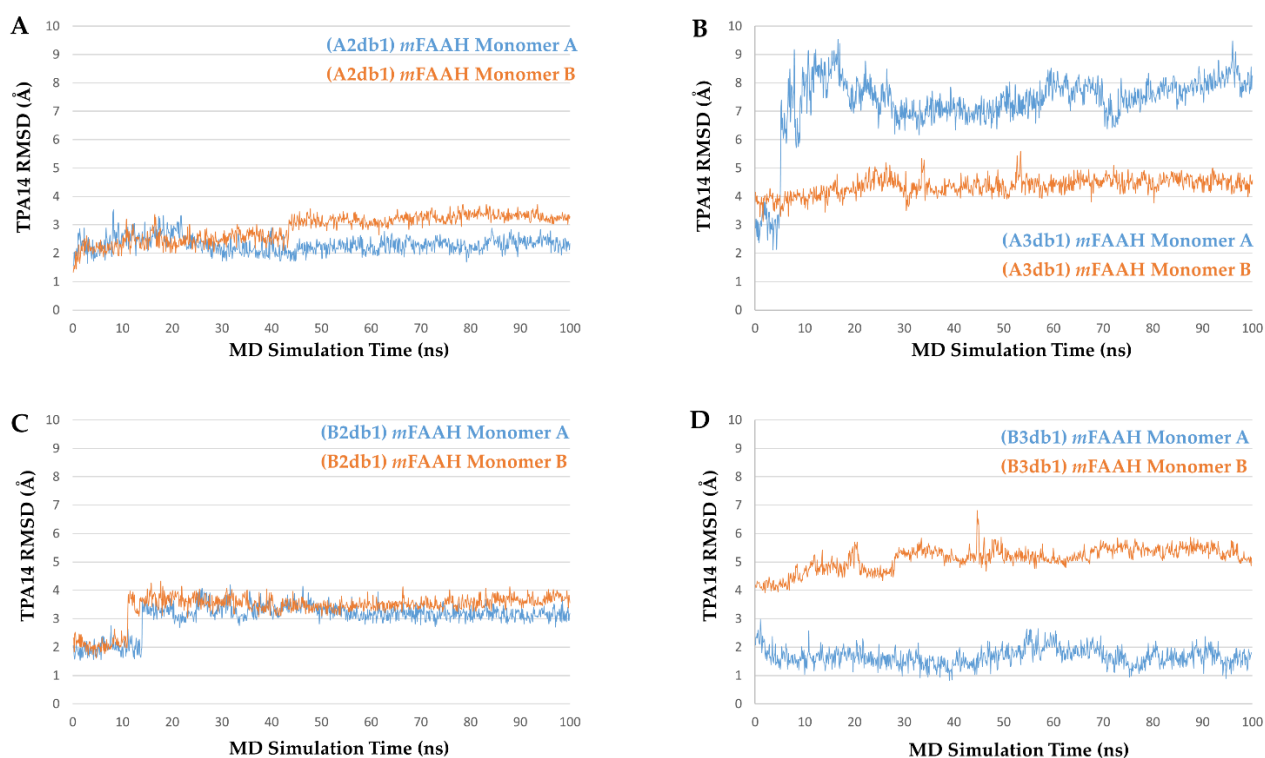 A
(A2db1) mFAAH Monomer A
(A2db1) mFAAH Monomer B
TPA14 RMSD (Å)
10
9
8
7
6
5
4
3
2
1
0
0 10 20 30 40 50 60 70 80 90 100
MD Simulation Time (ns)
B
(A3db1) mFAAH Monomer A
(A3db1) mFAAH Monomer B
TPA14 RMSD (Å)
10
9
8
7
6
5
4
3
2
1
0
0 10 20 30 40 50 60 70 80 90 100
MD Simulation Time (ns)
C
(B2db1) mFAAH Monomer A
(B2db1) mFAAH Monomer B
TPA14 RMSD (Å)
10
9
8
7
6
5
4
3
2
1
0
0 10 20 30 40 50 60 70 80 90 100
MD Simulation Time (ns)
D
(B3db1) mFAAH Monomer A
(B3db1) mFAAH Monomer B
TPA14 RMSD (Å)
10
9
8
7
6
5
4
3
2
1
0
0 10 20 30 40 50 60 70 80 90 100
MD Simulation Time (ns)